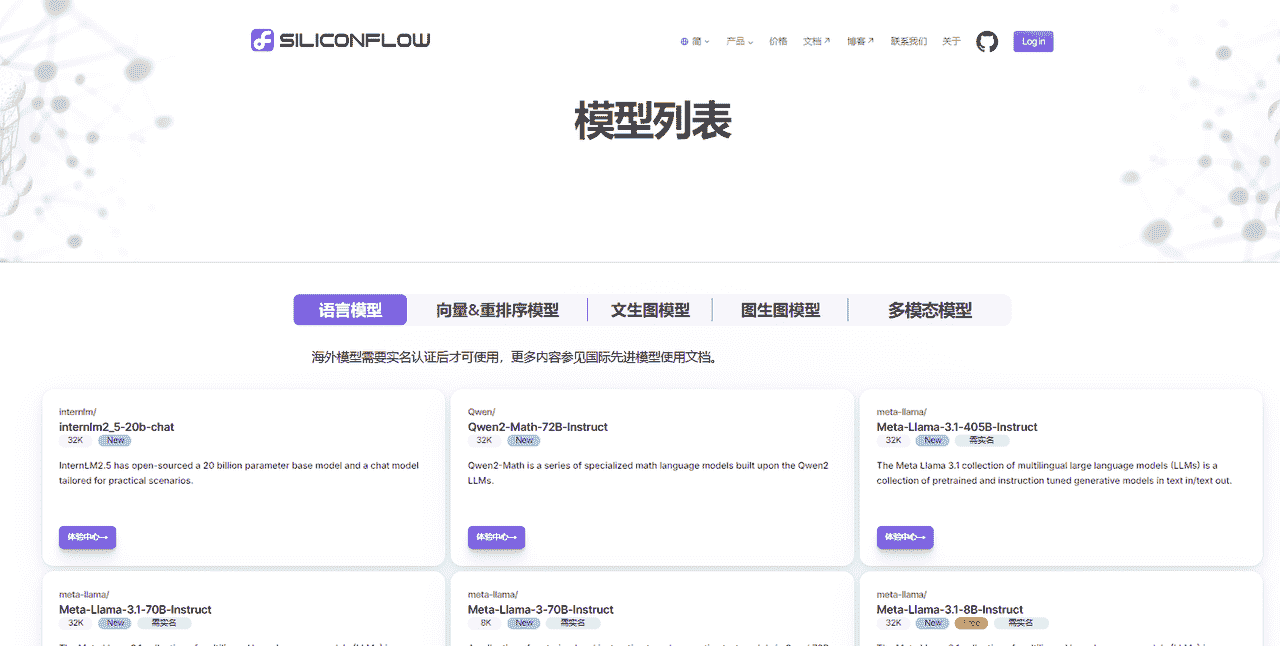 SILICONFLOW
简 产品 价格 文档 博客 联系我们 关于 Log in
模型列表
语言模型 向量&重排序模型 文生图模型 图生图模型 多模态模型
海外模型需要实名认证后才可使用，更多内容参见国际先进模型使用文档。
internlm/
internlm2_5-20b-chat
32K New
InternLM2.5 has open-sourced a 20 billion parameter base model and a chat model
tailored for practical scenarios.
体验中心→
Qwen/
Qwen2-Math-72B-Instruct
32K New
Qwen2-Math is a series of specialized math language models built upon the Qwen2
LLMs.
体验中心→
meta-llama/
Meta-Llama-3.1-405B-Instruct
32K New 需实名
The Meta Llama 3.1 collection of multilingual large language models (LLMs) is a
collection of pretrained and instruction tuned generative models in text in/text out.
体验中心→
meta-llama/
Meta-Llama-3.1-70B-Instruct
32K New 需实名
meta-llama/
Meta-Llama-3-70B-Instruct
8K New 需实名
meta-llama/
Meta-Llama-3.1-8B-Instruct
32K New Free 需实名